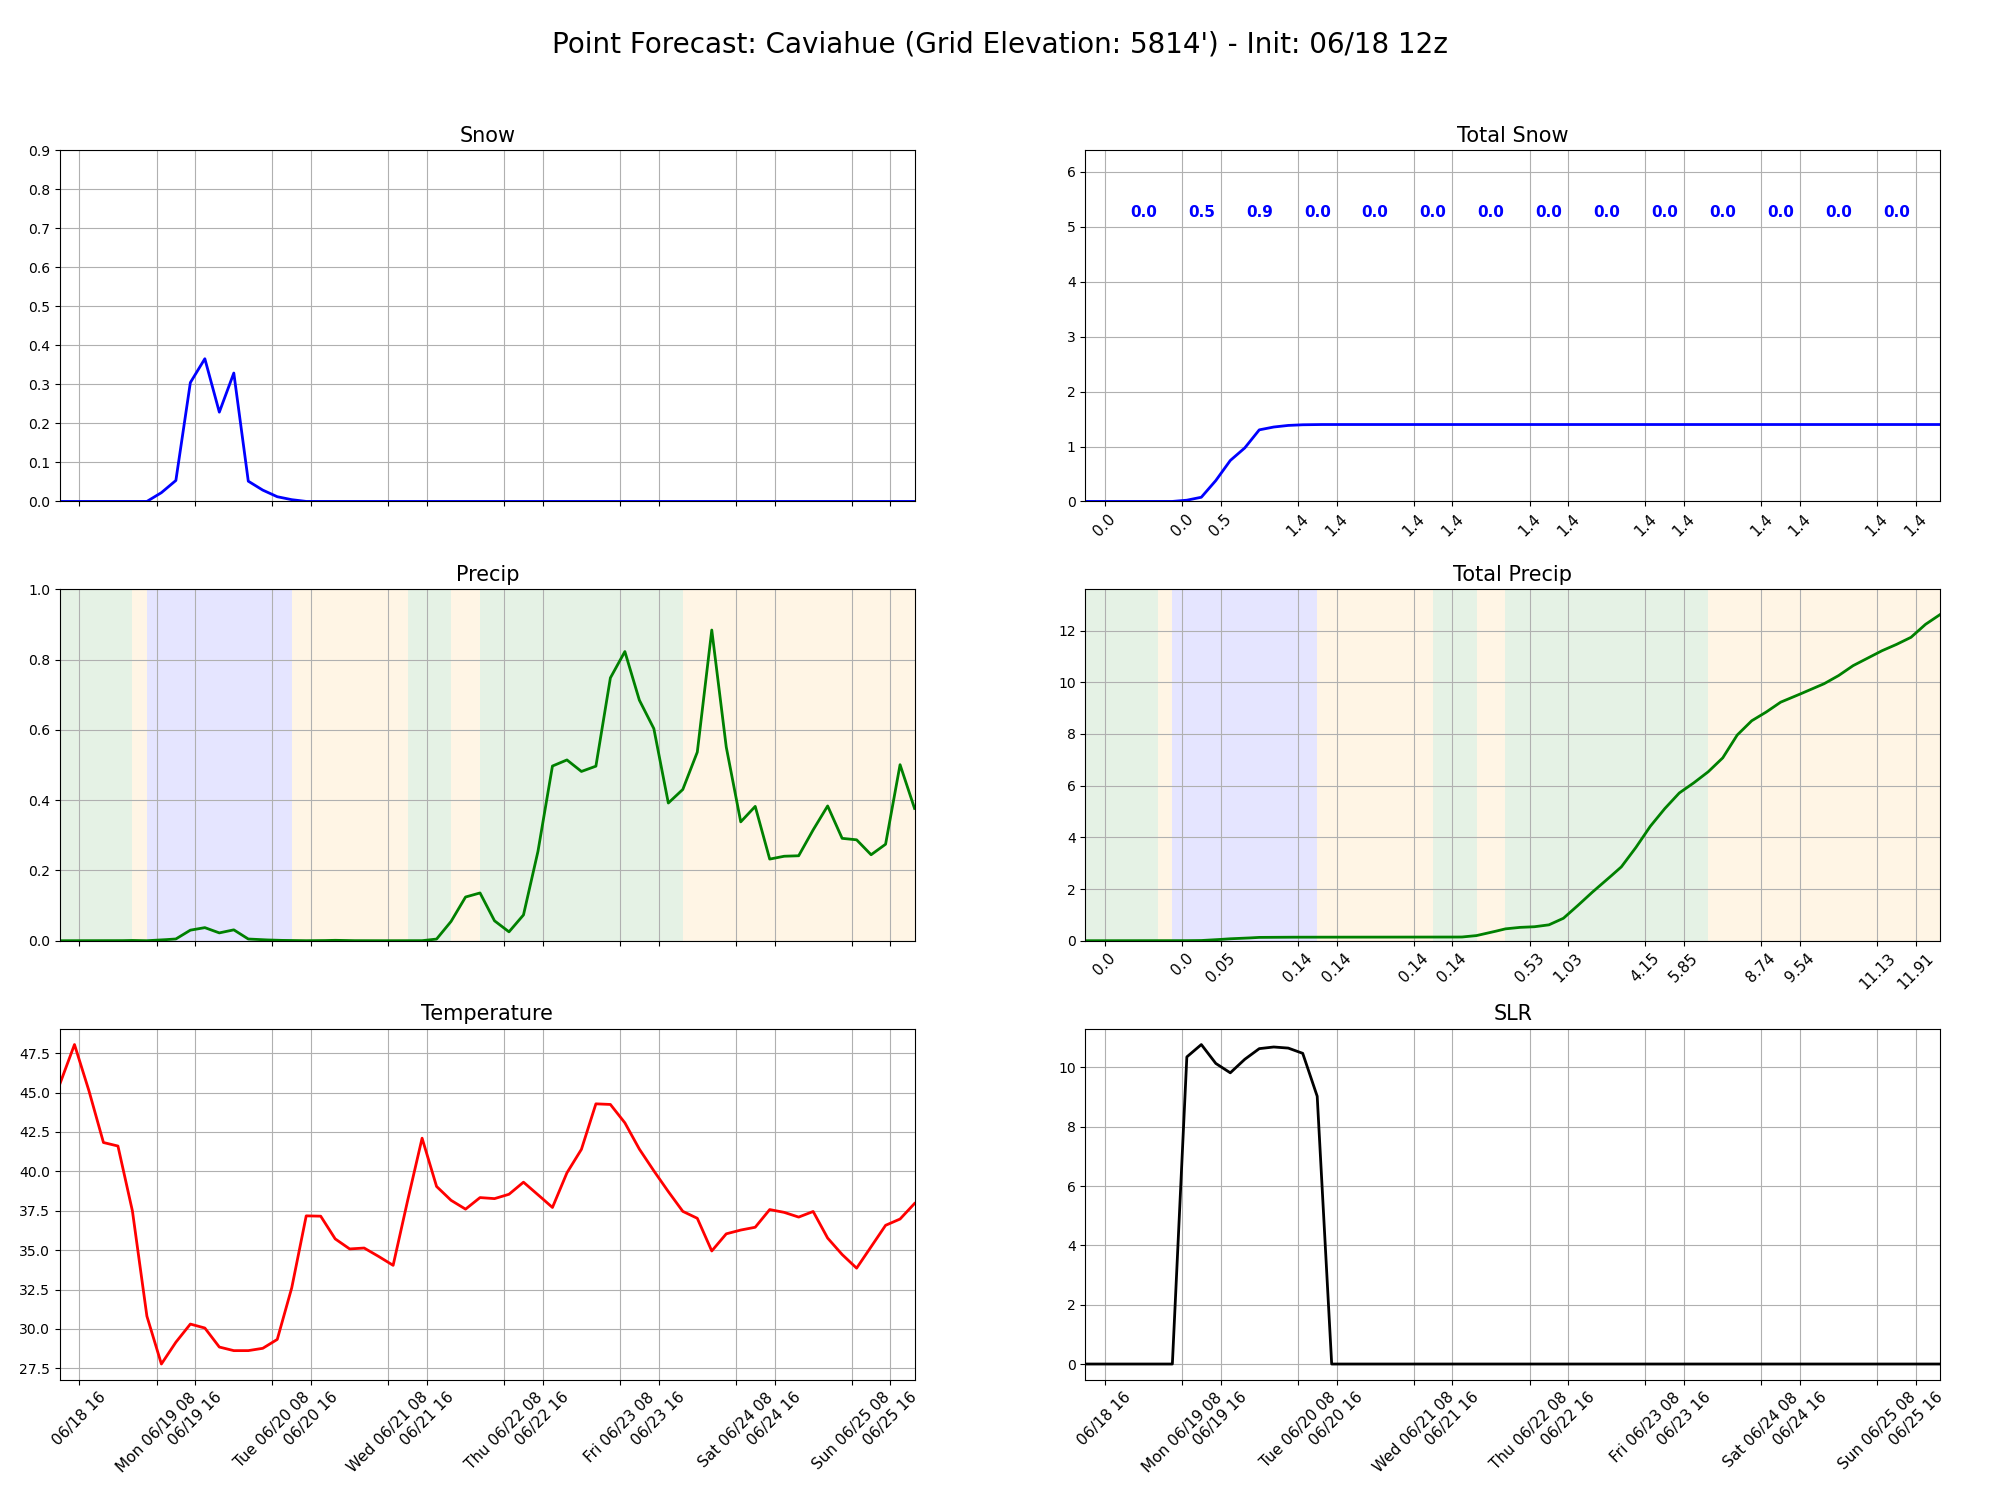 Point Forecast: Caviahue (Grid Elevation: 5814') - Init: 06/18 12z
Snow
0.9
0.8
0.7
0.6
0.5
0.4
0.3
0.2
0.1
0.0
Total Snow
6
5
4
3
2
1
0
0.0 0.5 0.9 0.0 0.0 0.0 0.0 0.0 0.0 0.0 0.0 0.0 0.0 0.0
0.0 0.0 0.5 1.4 1.4 1.4 1.4 1.4 1.4 1.4 1.4 1.4 1.4 1.4 1.4
Precip
1.0
0.8
0.6
0.4
0.2
0.0
Total Precip
12
10
8
6
4
2
0
0.0 0.0 0.05 0.14 0.14 0.14 0.14 0.53 1.03 4.15 5.85 8.74 9.54 11.13 11.91
Temperature
47.5
45.0
42.5
40.0
37.5
35.0
32.5
30.0
27.5
06/18 16
Mon 06/19 08
06/19 16
Tue 06/20 08
06/20 16
Wed 06/21 08
06/21 16
Thu 06/22 08
06/22 16
Fri 06/23 08
06/23 16
Sat 06/24 08
06/24 16
Sun 06/25 08
06/25 16
SLR
10
8
6
4
2
0
06/18 16
Mon 06/19 08
06/19 16
Tue 06/20 08
06/20 16
Wed 06/21 08
06/21 16
Thu 06/22 08
06/22 16
Fri 06/23 08
06/23 16
Sat 06/24 08
06/24 16
Sun 06/25 08
06/25 16